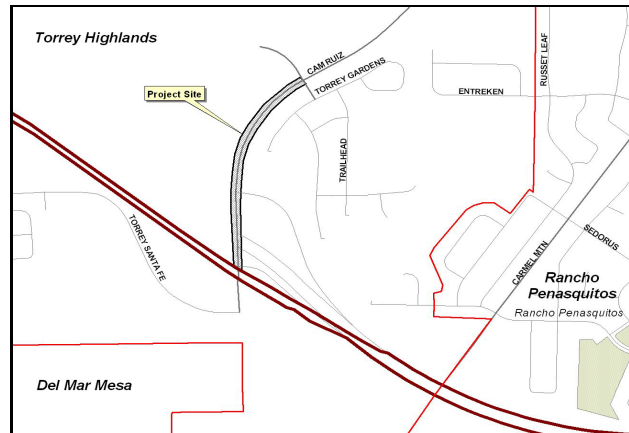 Torrey Highlands
CAM RUIZ
TORREY GARDENS
Project Site
ENTREKEN
RUSSET LEAF
TRAILHEAD
TORREY SANTA FE
CARMEL MTN
SEDORUS
Rancho
Penasquitos
Rancho Penasquitos
Del Mar Mesa